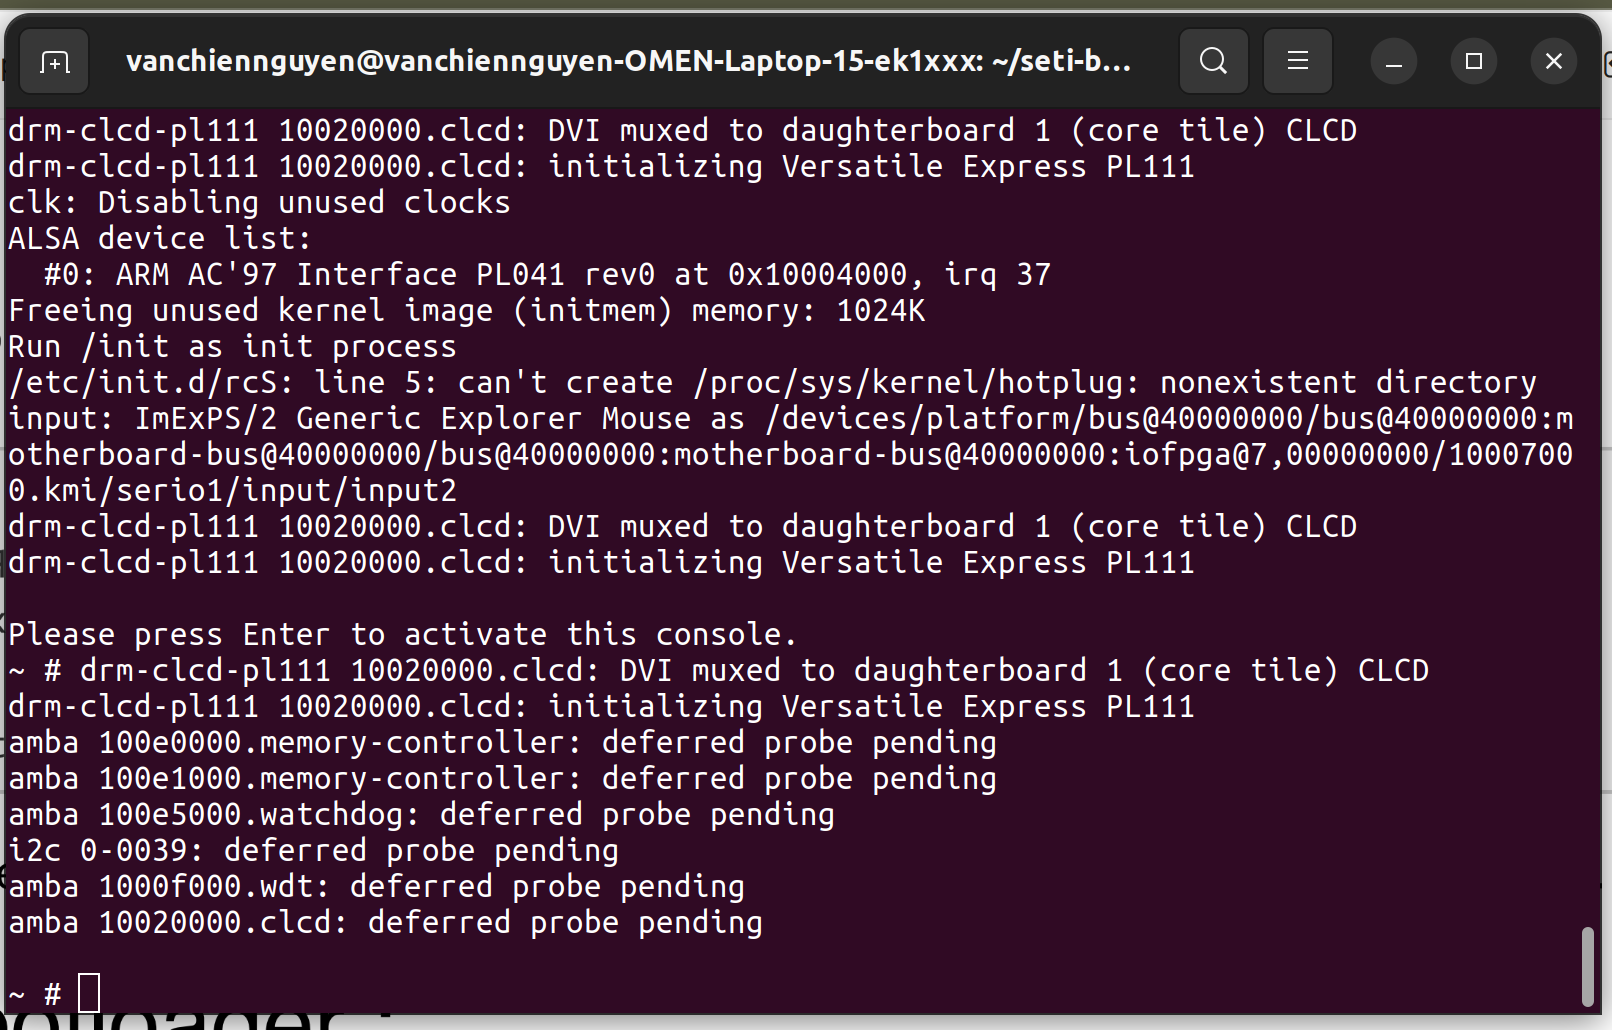 vanchiennguyen@vanchiennguyen-OMEN-Laptop-15-ek1xxx: ~/seti-b...
drm-clcd-pl111 10020000.clcd: DVI muxed to daughterboard 1 (core tile) CLCD
drm-clcd-pl111 10020000.clcd: initializing Versatile Express PL111
clk: Disabling unused clocks
ALSA device list:
  #0: ARM AC'97 Interface PL041 rev0 at 0x10004000, irq 37
Freeing unused kernel image (initmem) memory: 1024K
Run /init as init process
/etc/init.d/rcS: line 5: can't create /proc/sys/kernel/hotplug: nonexistent directory
input: ImExPS/2 Generic Explorer Mouse as /devices/platform/bus@40000000/bus@40000000:m
otherboard-bus@40000000/bus@40000000:motherboard-bus@40000000:iofpga@7,00000000/1000700
0.kmi/serio1/input/input2
drm-clcd-pl111 10020000.clcd: DVI muxed to daughterboard 1 (core tile) CLCD
drm-clcd-pl111 10020000.clcd: initializing Versatile Express PL111
Please press Enter to activate this console.
~ # drm-clcd-pl111 10020000.clcd: DVI muxed to daughterboard 1 (core tile) CLCD
drm-clcd-pl111 10020000.clcd: initializing Versatile Express PL111
amba 100e0000.memory-controller: deferred probe pending
amba 100e1000.memory-controller: deferred probe pending
amba 100e5000.watchdog: deferred probe pending
i2c 0-0039: deferred probe pending
amba 1000f000.wdt: deferred probe pending
amba 10020000.clcd: deferred probe pending
~ #